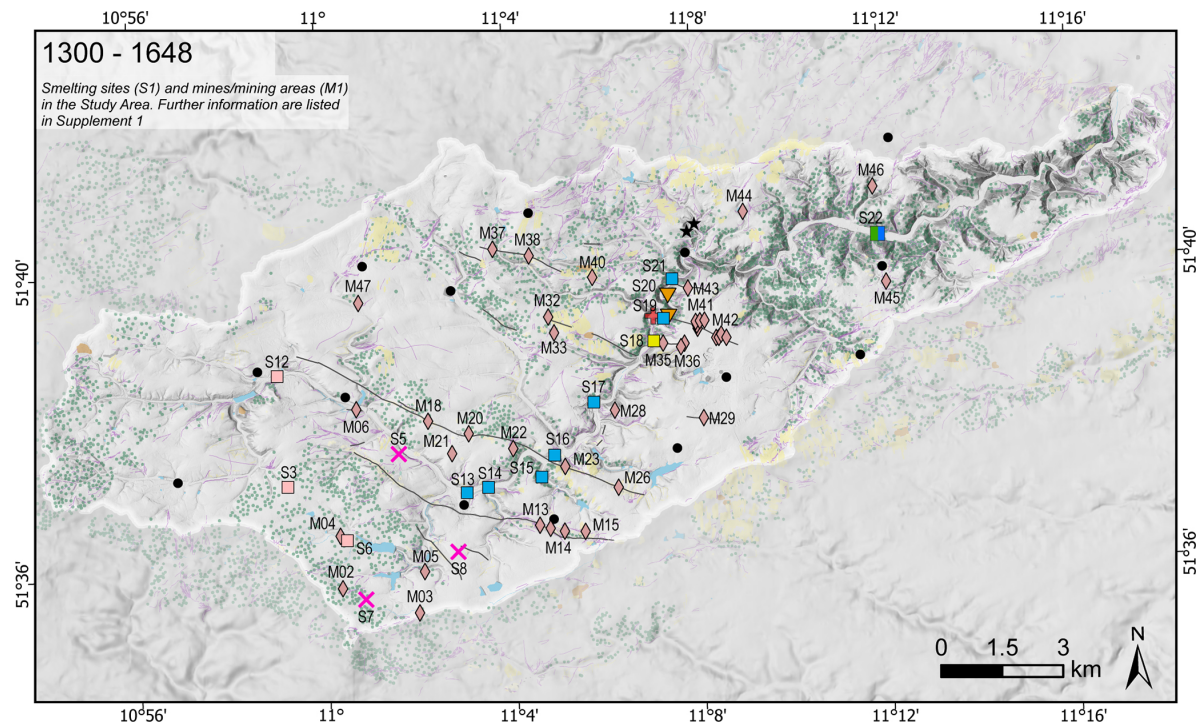 10°56' 11° 11°4' 11°8' 11°12' 11°16'
1300 - 1648
Smelting sites (S1) and mines/mining areas (M1)
in the Study Area. Further information are listed
in Supplement 1
M46
M44
S22
M37 M38
51°40' 51°40'
M40 S21
M47 S20 M43 M45
M32 S19 M41
M33 S18 M42
M35 M36
S12
M06 M18 S17 M28 M29
M20
S5 M21 M22 S16
M23
S3 S13 S14 S15 M26
M04 M13 M15
S6 M14
M05 S8
M02 51°36'
51°36' S7 M03
N
0 1.5 3
km
10°56' 11° 11°4' 11°8' 11°12' 11°16'